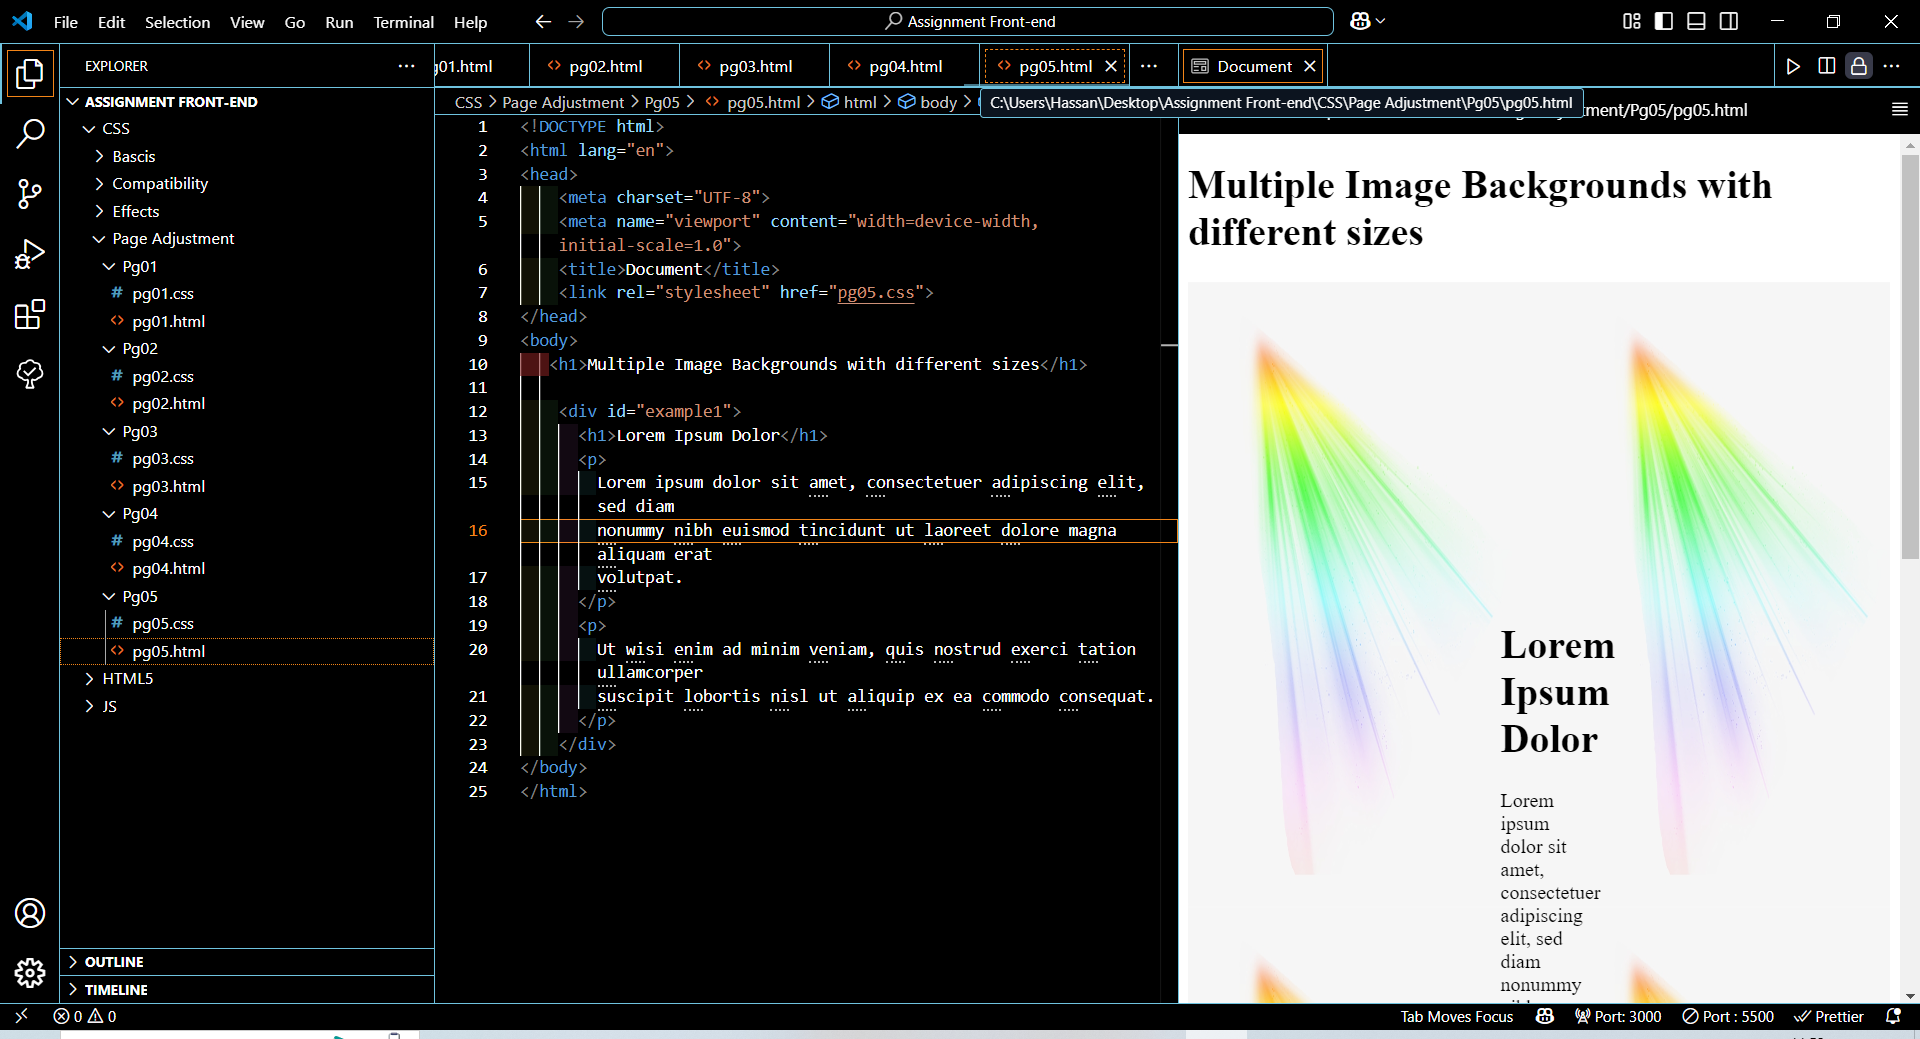 File Edit Selection View Go Run Terminal Help
Assignment Front-end
EXPLORER
ASSIGNMENT FRONT-END
CSS
Bascis
Compatibility
Effects
Page Adjustment
Pg01
# pg01.css
<> pg01.html
Pg02
# pg02.css
<> pg02.html
Pg03
# pg03.css
<> pg03.html
Pg04
# pg04.css
<> pg04.html
Pg05
# pg05.css
<> pg05.html
HTML5
JS
OUTLINE
TIMELINE
g01.html <> pg02.html <> pg03.html <> pg04.html <> pg05.html
CSS > Page Adjustment > Pg05 > <> pg05.html > html > body >
C:\Users\Hassan\Desktop\Assignment Front-end\CSS\Page Adjustment\Pg05\pg05.html
1 <!DOCTYPE html>
2 <html lang="en">
3 <head>
4 <meta charset="UTF-8">
5 <meta name="viewport" content="width=device-width,
initial-scale=1.0">
6 <title>Document</title>
7 <link rel="stylesheet" href="pg05.css">
8 </head>
9 <body>
10 <h1>Multiple Image Backgrounds with different sizes</h1>
11
12 <div id="example1">
13 <h1>Lorem Ipsum Dolor</h1>
14 <p>
15 Lorem ipsum dolor sit amet, consectetuer adipiscing elit,
sed diam
16 nonummy nibh euismod tincidunt ut laoreet dolore magna
aliquam erat
17 volutpat.
18 </p>
19 <p>
20 Ut wisi enim ad minim veniam, quis nostrud exerci tation
ullamcorper
21 suscipit lobortis nisl ut aliquip ex ea commodo consequat.
22 </p>
23 </div>
24 </body>
25 </html>
Document
ment/Pg05/pg05.html
Multiple Image Backgrounds with
different sizes
Lorem
Ipsum
Dolor
Lorem
ipsum
dolor sit
amet,
consectetuer
adipiscing
elit, sed
diam
nonummy
0 0
Tab Moves Focus Port: 3000 Port : 5500 Prettier